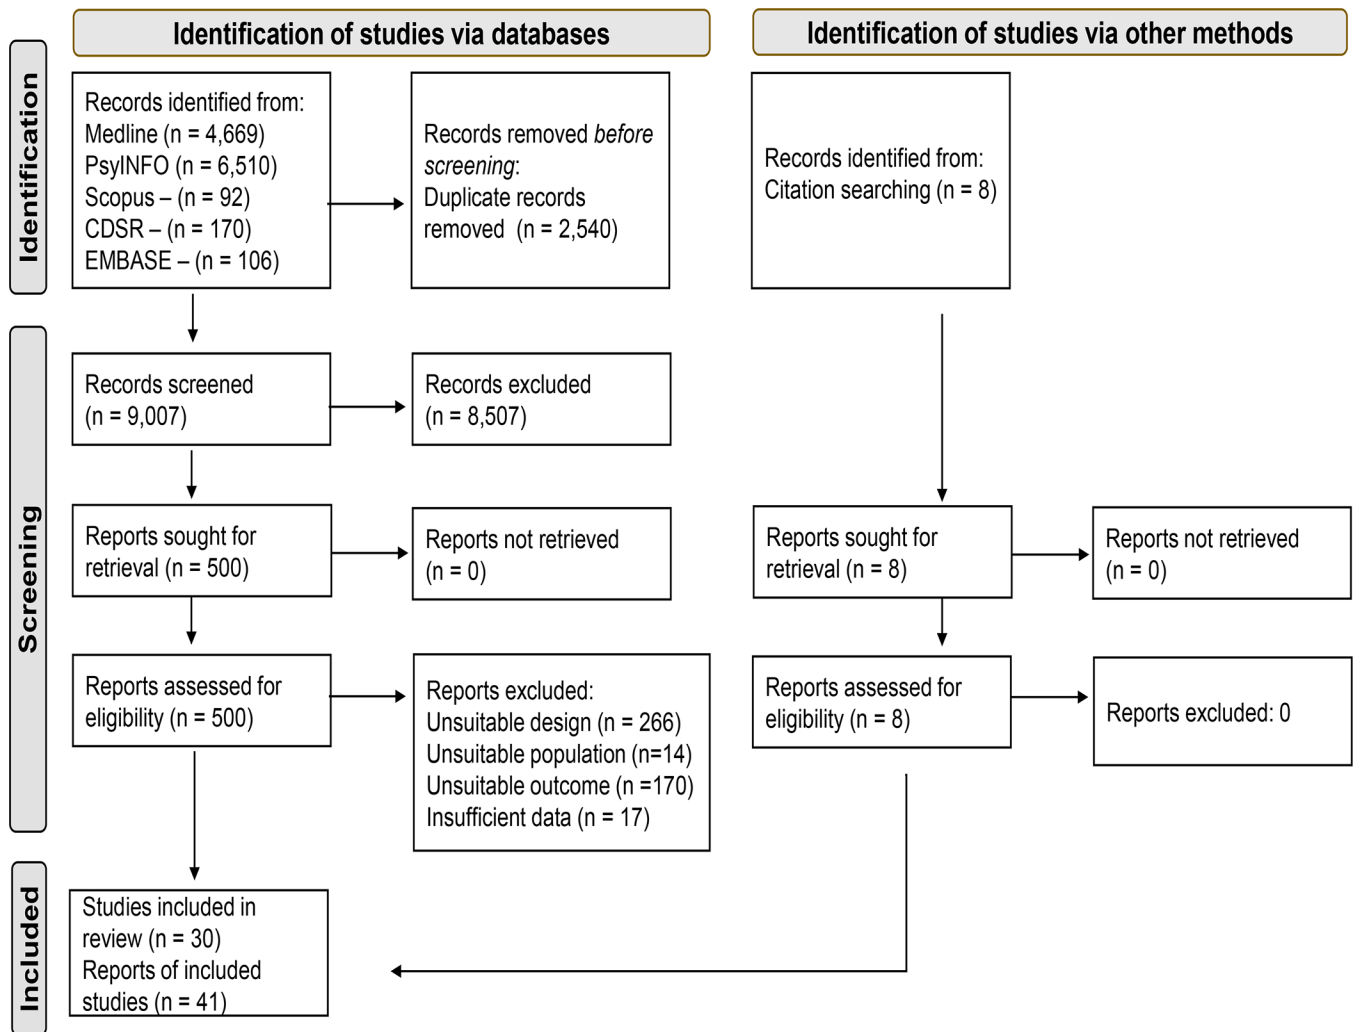 Identification of studies via databases
Identification of studies via other methods
Identification
Records identified from:
Medline (n = 4,669)
PsyINFO (n = 6,510)
Scopus – (n = 92)
CDSR – (n = 170)
EMBASE – (n = 106)
Records removed before
screening:
Duplicate records
removed (n = 2,540)
Records identified from:
Citation searching (n = 8)
Screening
Records screened
(n = 9,007)
Records excluded
(n = 8,507)
Reports sought for
retrieval (n = 500)
Reports not retrieved
(n = 0)
Reports sought for
retrieval (n = 8)
Reports not retrieved
(n = 0)
Reports assessed for
eligibility (n = 500)
Reports excluded:
Unsuitable design (n = 266)
Unsuitable population (n=14)
Unsuitable outcome (n =170)
Insufficient data (n = 17)
Reports assessed for
eligibility (n = 8)
Reports excluded: 0
Included
Studies included in
review (n = 30)
Reports of included
studies (n = 41)